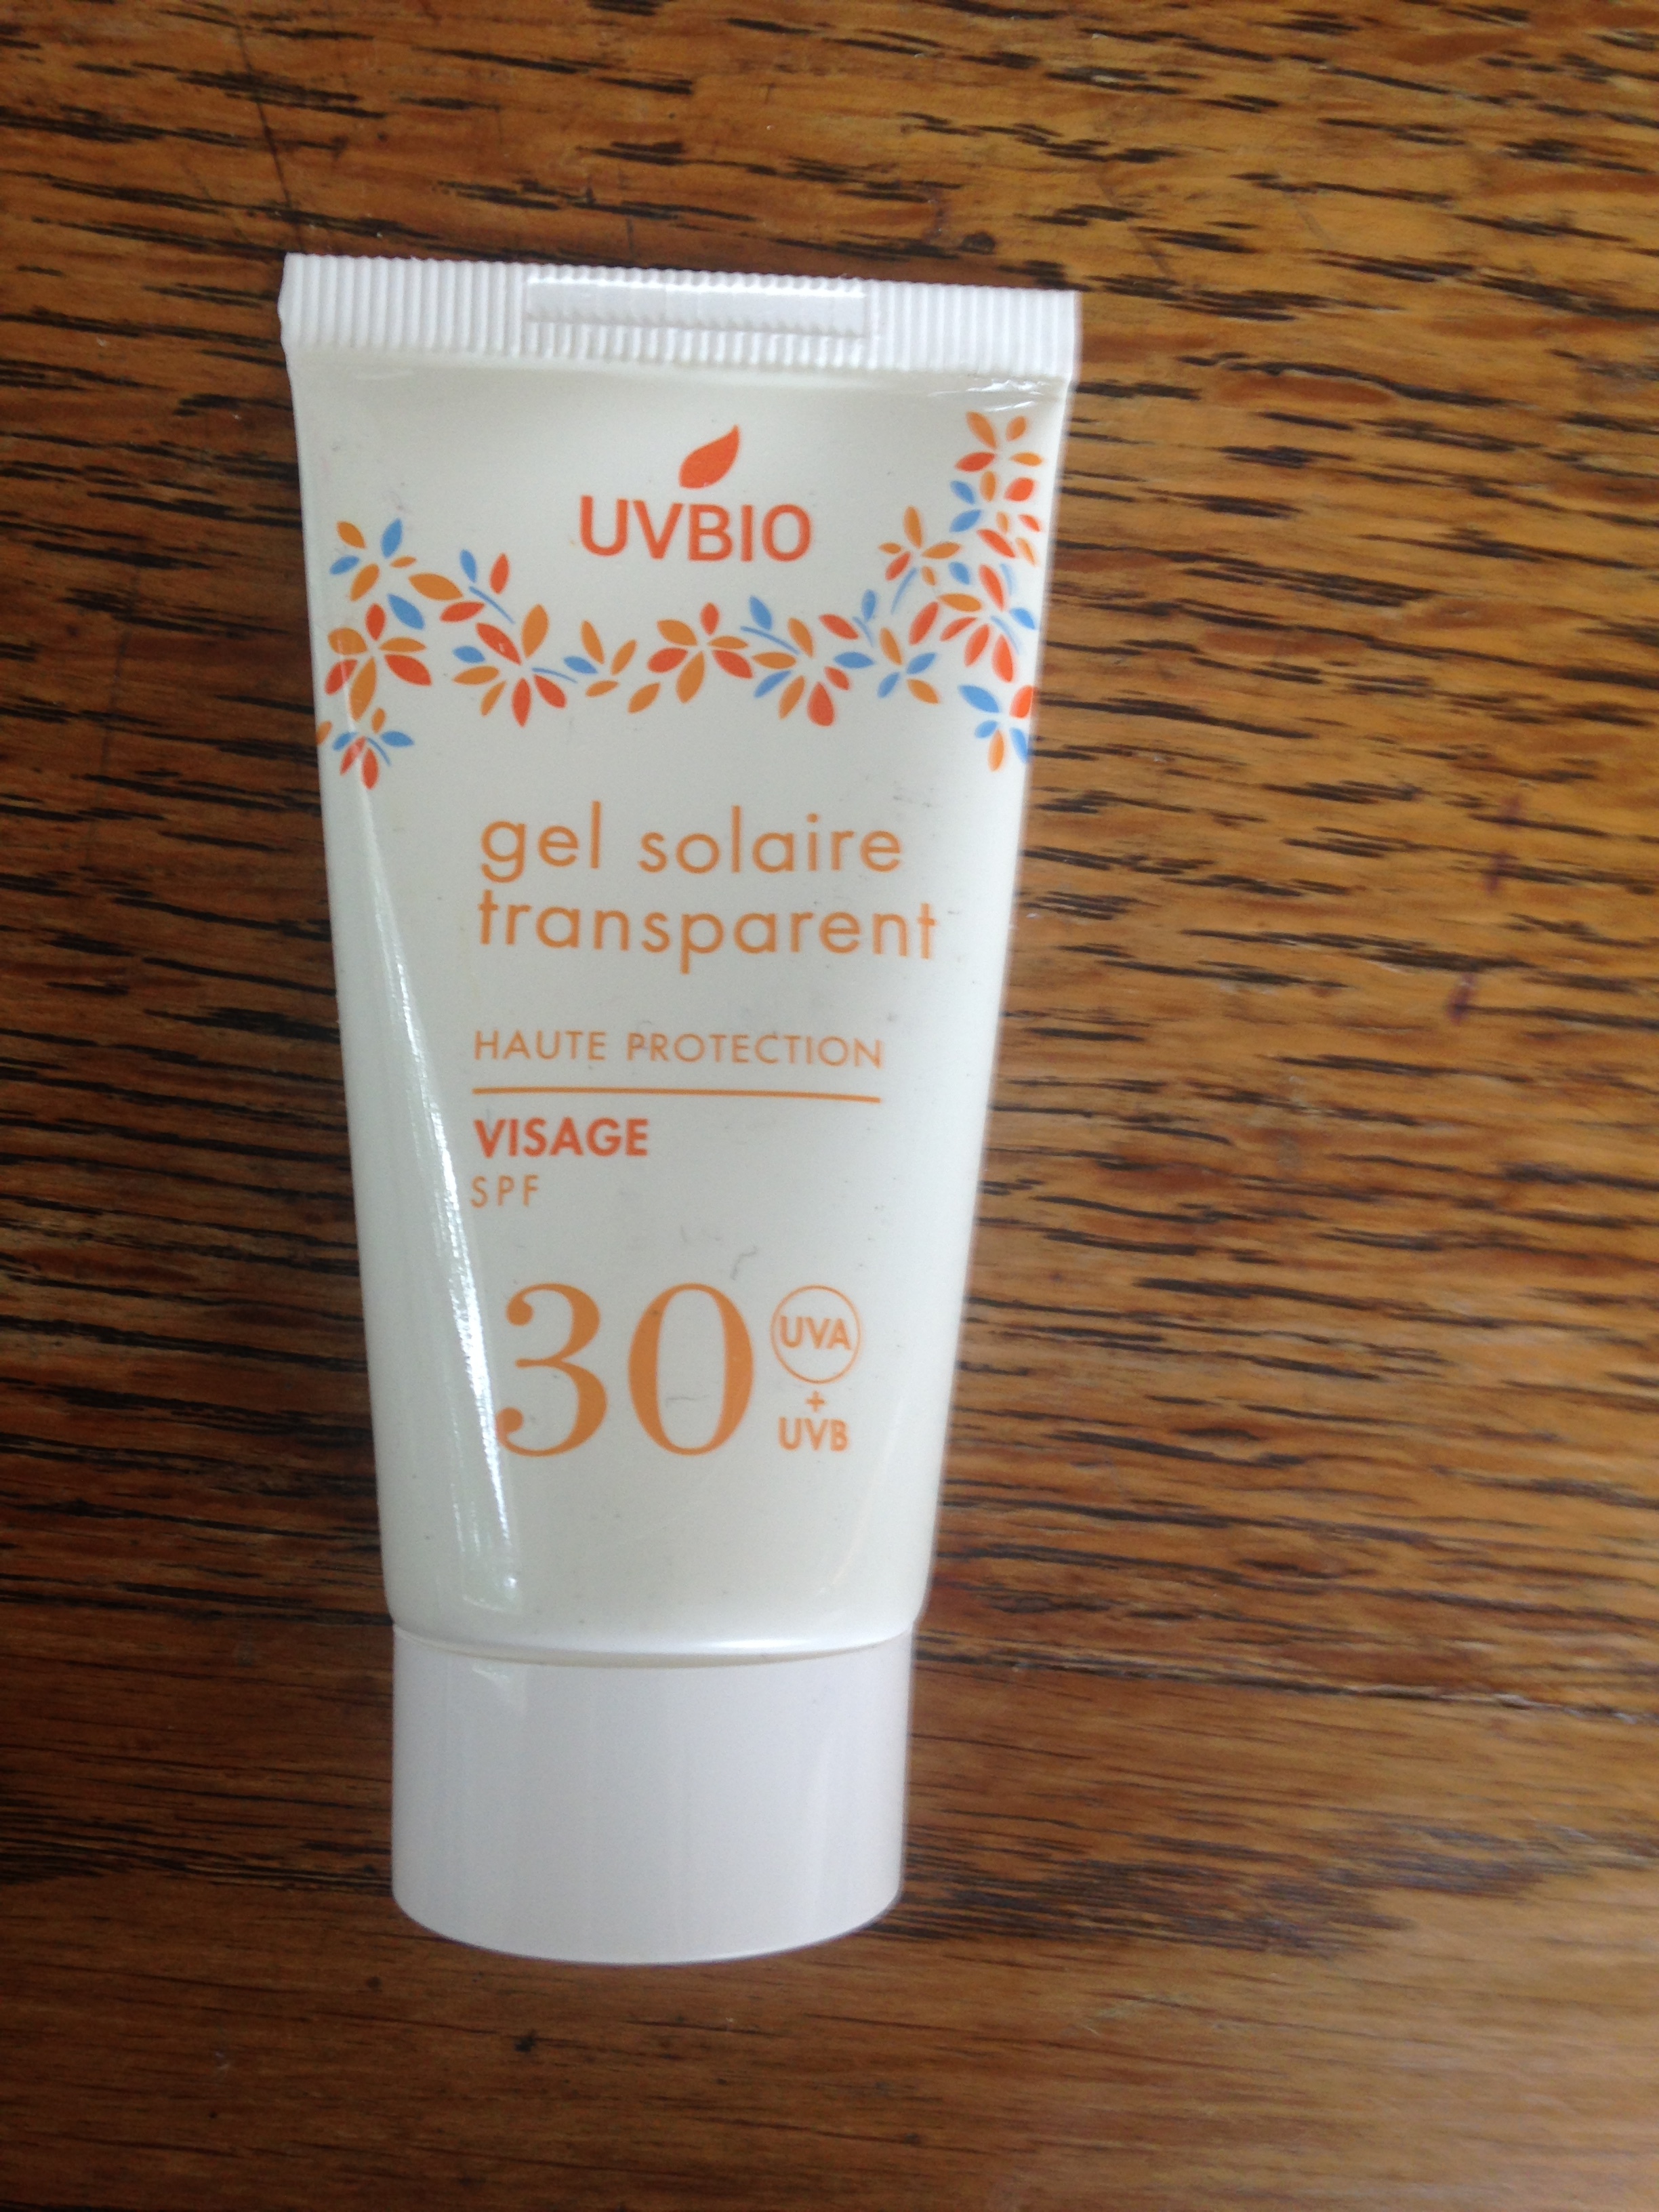 UVBIO
gel solaire
transparent
HAUTE PROTECTION
VISAGE
SPF
30 UVA
+
UVB